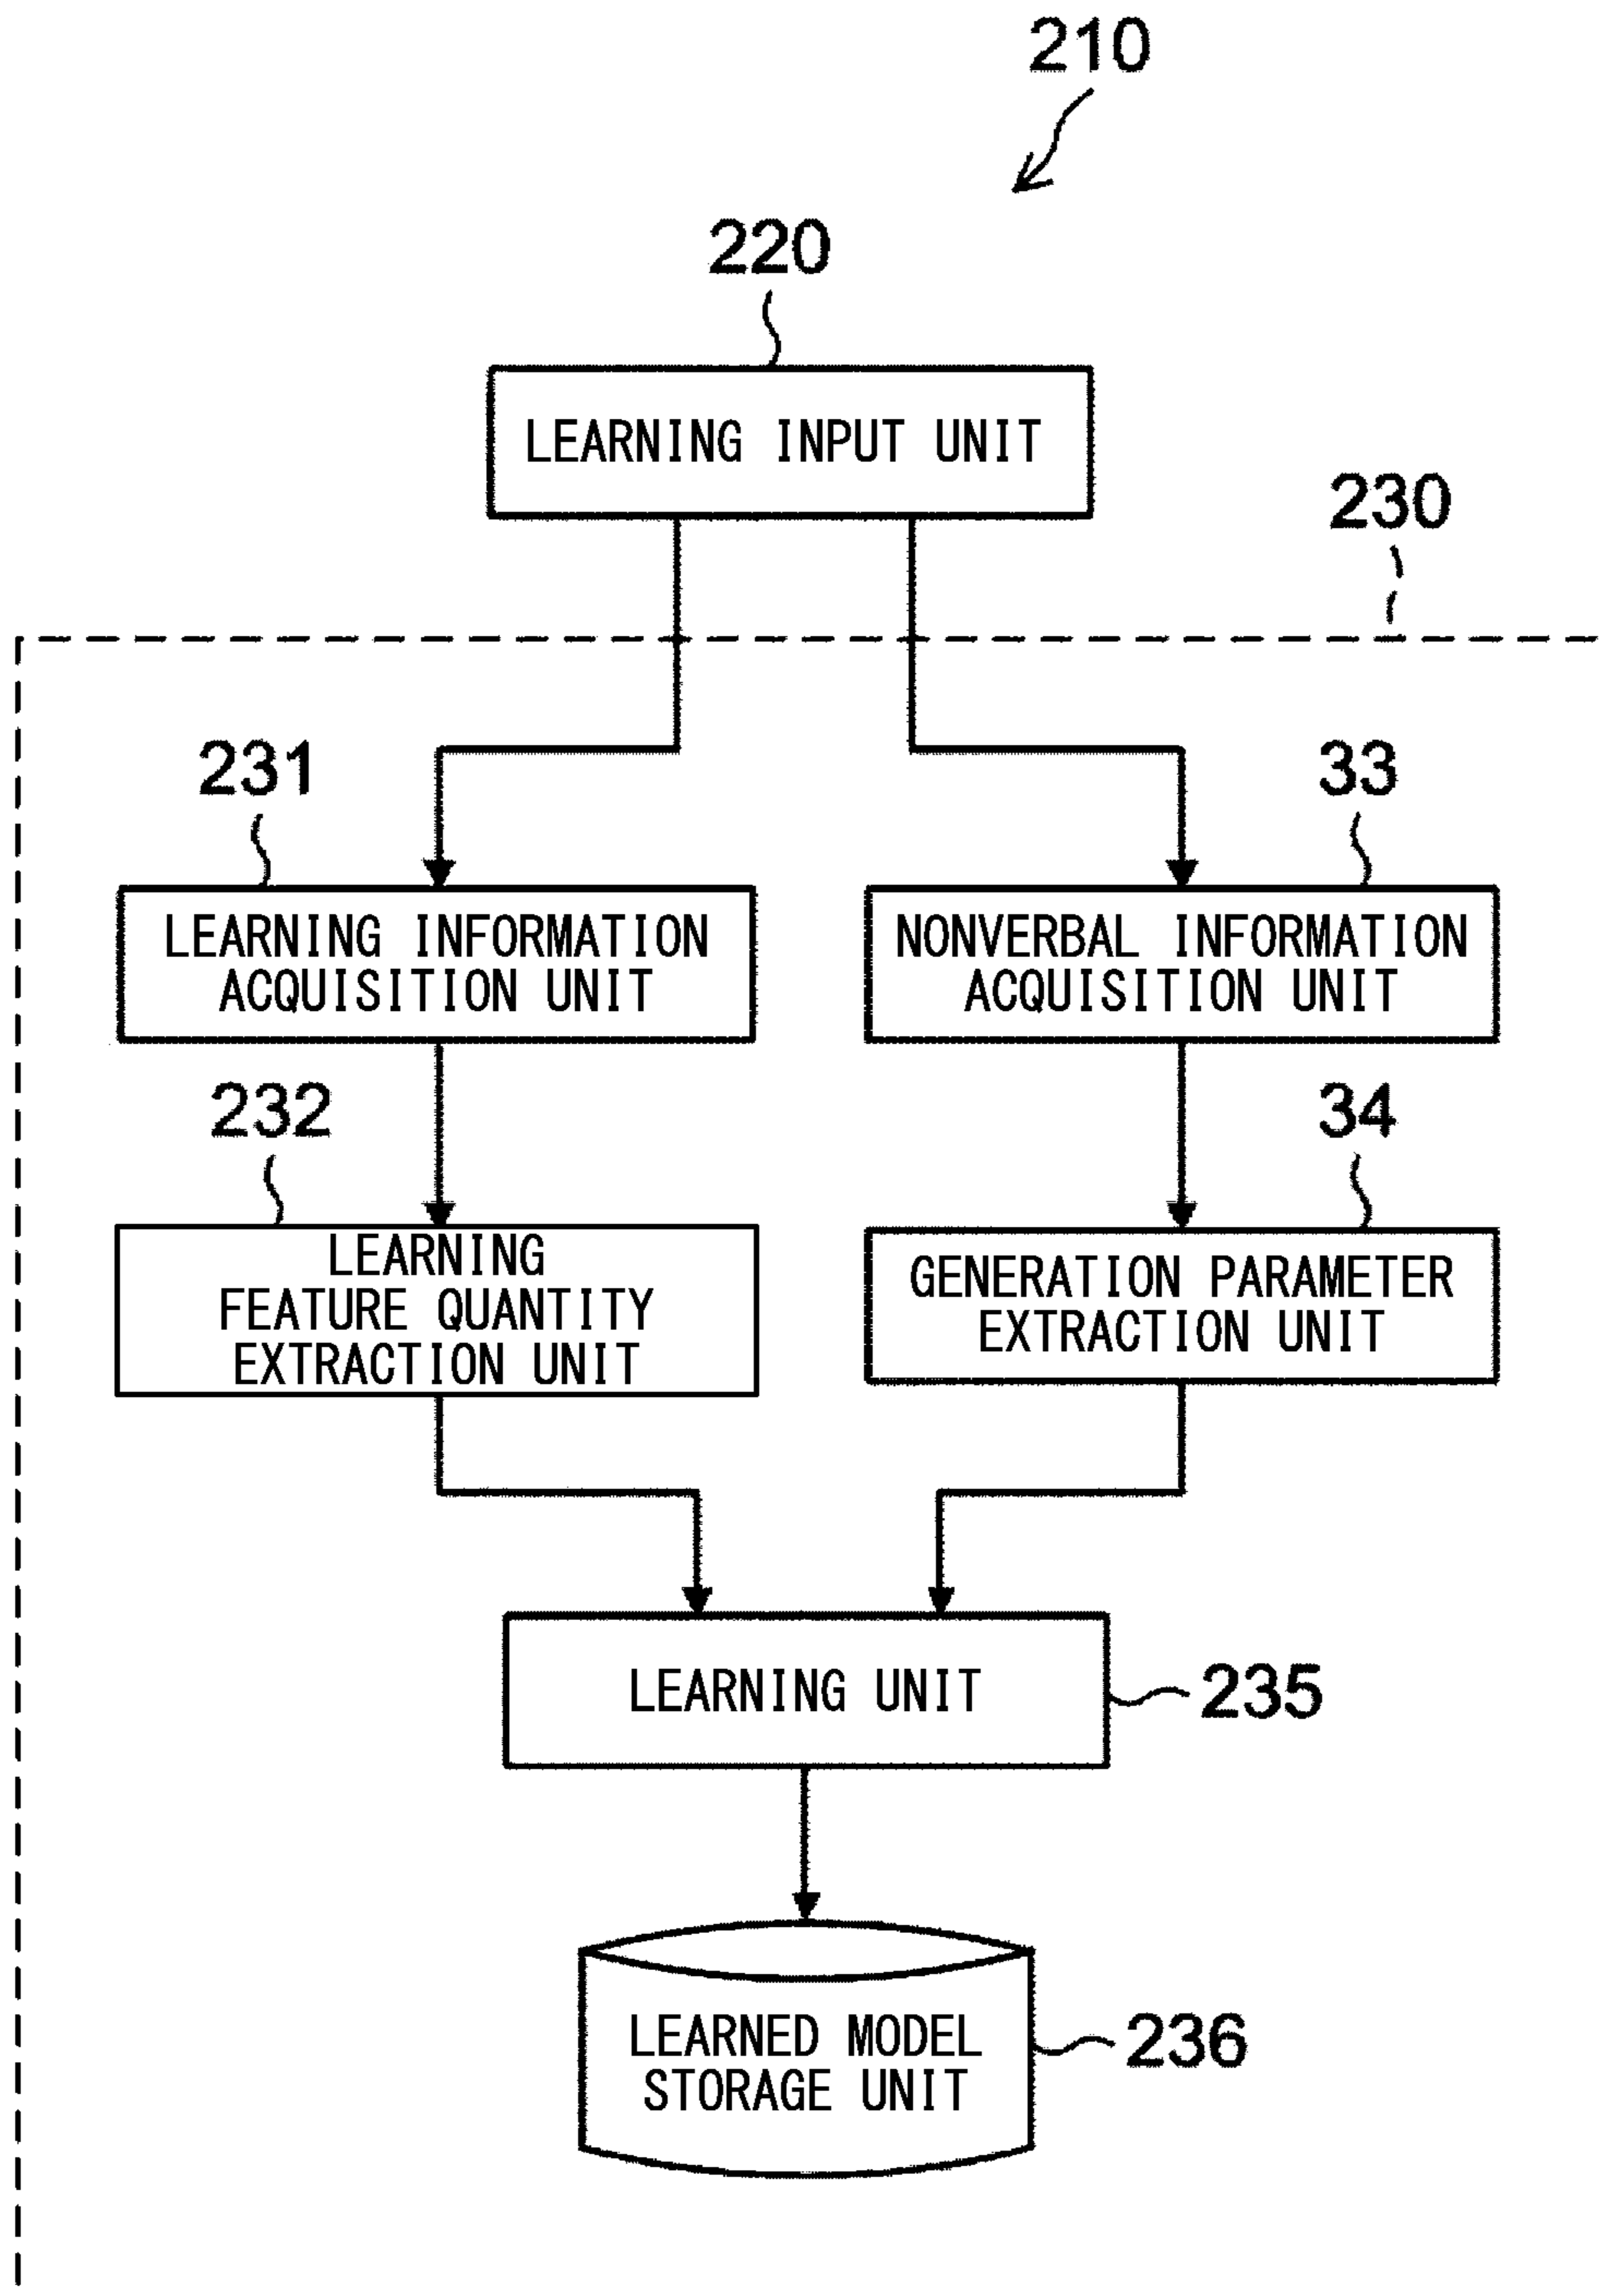 210
220
LEARNING INPUT UNIT
230
231
33
LEARNING INFORMATION
ACQUISITION UNIT
NONVERBAL INFORMATION
ACQUISITION UNIT
232
34
LEARNING
FEATURE QUANTITY
EXTRACTION UNIT
GENERATION PARAMETER
EXTRACTION UNIT
LEARNING UNIT
235
LEARNED MODEL
STORAGE UNIT
236